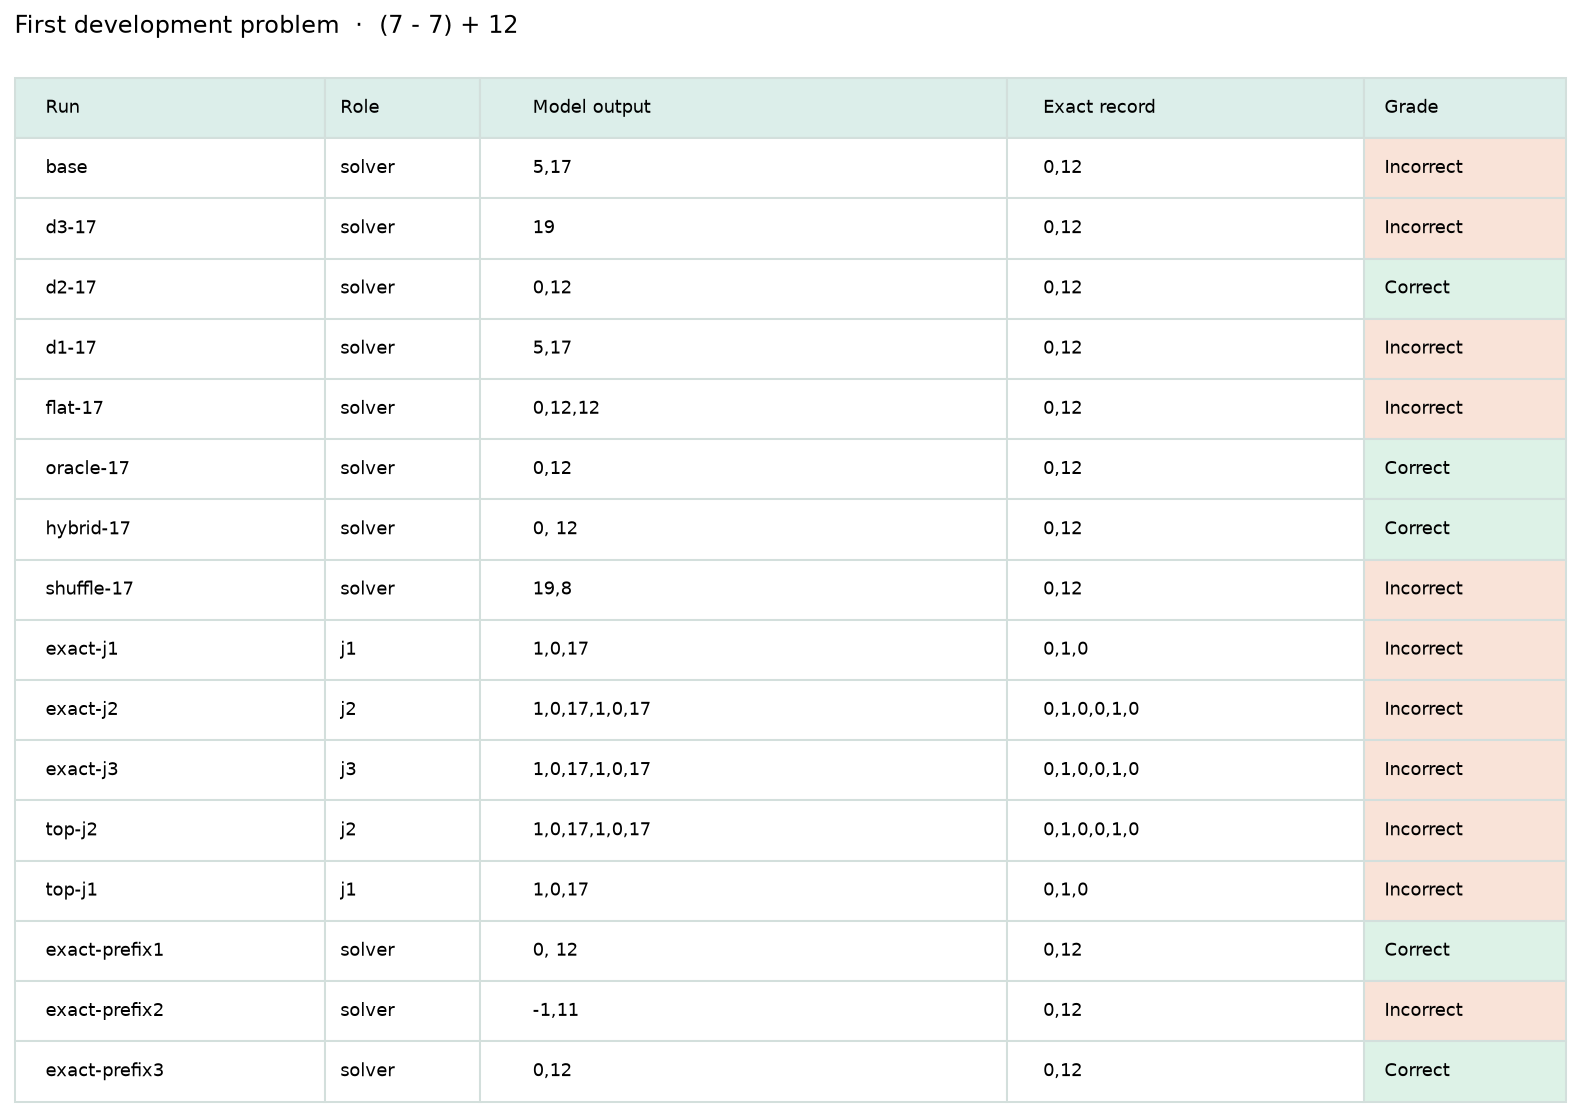 First development problem · (7 - 7) + 12
Run Role Model output Exact record Grade
base solver 5,17 0,12 Incorrect
d3-17 solver 19 0,12 Incorrect
d2-17 solver 0,12 0,12 Correct
d1-17 solver 5,17 0,12 Incorrect
flat-17 solver 0,12,12 0,12 Incorrect
oracle-17 solver 0,12 0,12 Correct
hybrid-17 solver 0, 12 0,12 Correct
shuffle-17 solver 19,8 0,12 Incorrect
exact-j1 j1 1,0,17 0,1,0 Incorrect
exact-j2 j2 1,0,17,1,0,17 0,1,0,0,1,0 Incorrect
exact-j3 j3 1,0,17,1,0,17 0,1,0,0,1,0 Incorrect
top-j2 j2 1,0,17,1,0,17 0,1,0,0,1,0 Incorrect
top-j1 j1 1,0,17 0,1,0 Incorrect
exact-prefix1 solver 0, 12 0,12 Correct
exact-prefix2 solver -1,11 0,12 Incorrect
exact-prefix3 solver 0,12 0,12 Correct